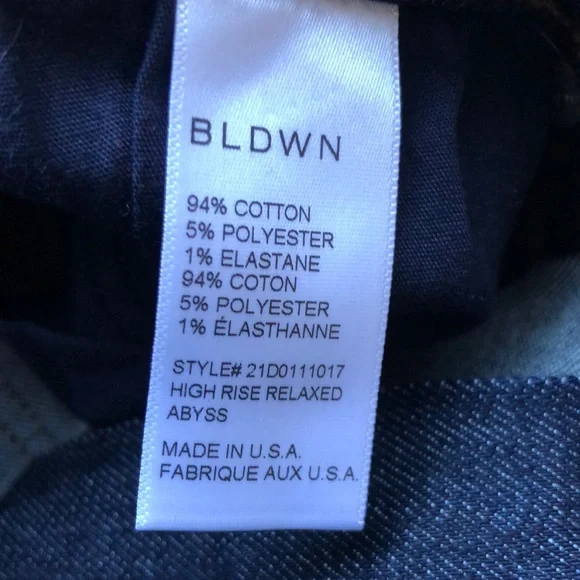 BLDWN
94% COTTON
5% POLYESTER
1% ELASTANE
94% COTON
5% POLYESTER
1% ÉLASTHANNE
STYLE# 21D0111017
HIGH RISE RELAXED
ABYSS
MADE IN U.S.A.
FABRIQUE AUX U.S.A.